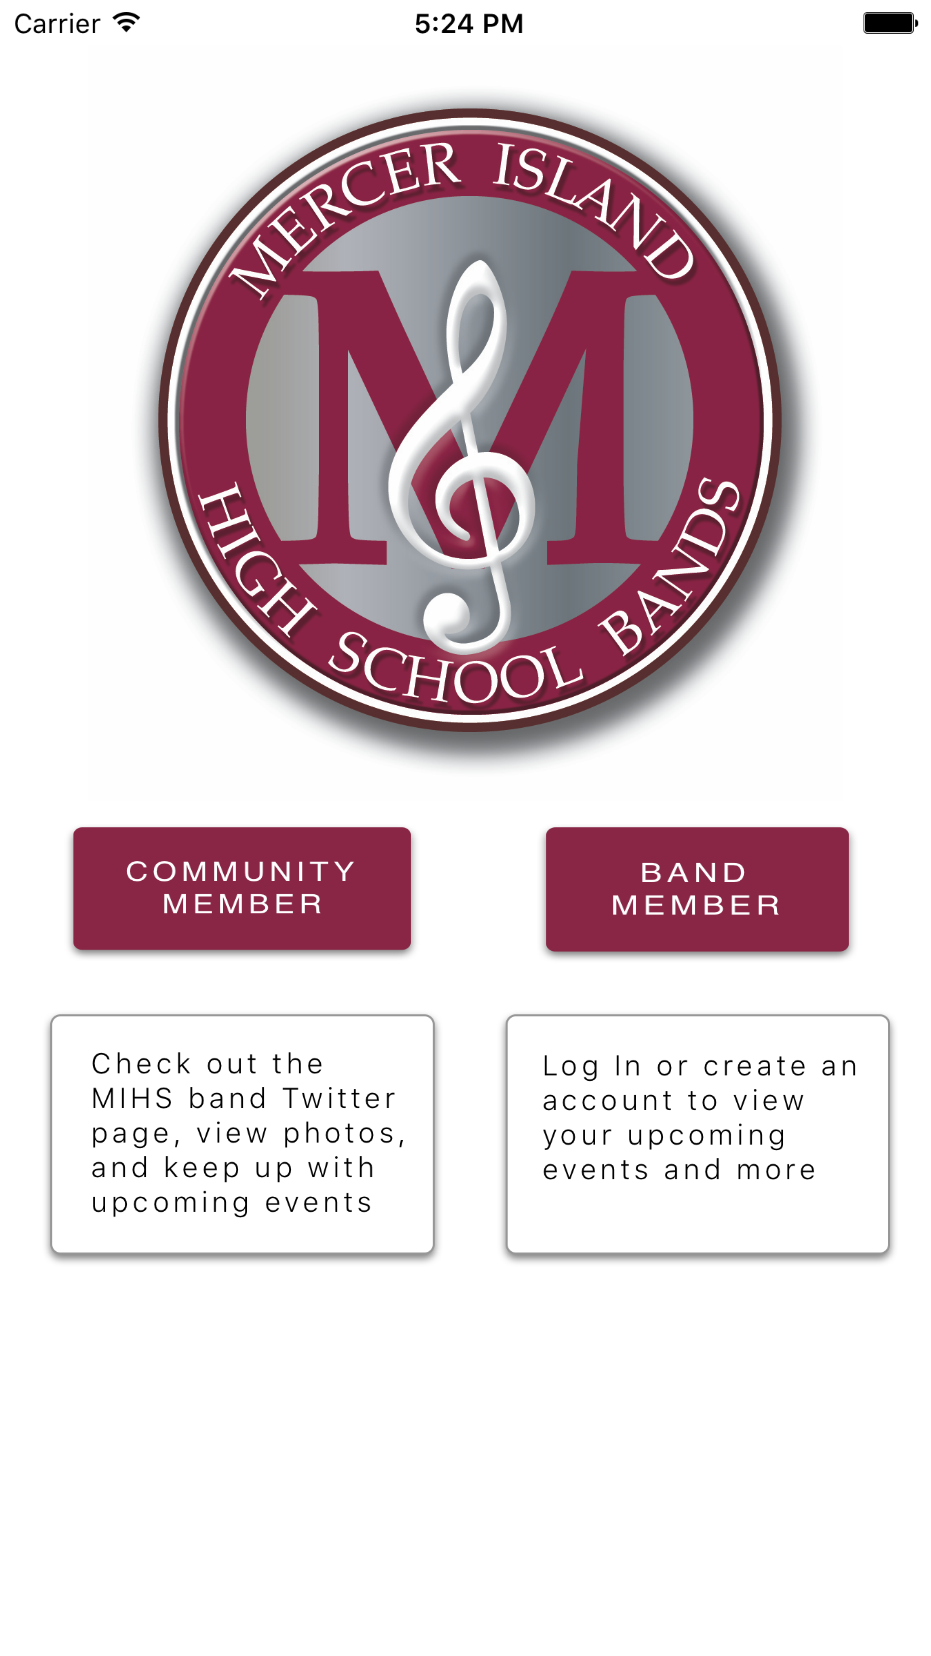 Carrier 5:24 PM
MERCER ISLAND
M
HIGH SCHOOL BANDS
COMMUNITY
MEMBER
BAND
MEMBER
Check out the
MIHS band Twitter
page, view photos,
and keep up with
upcoming events
Log In or create an
account to view
your upcoming
events and more